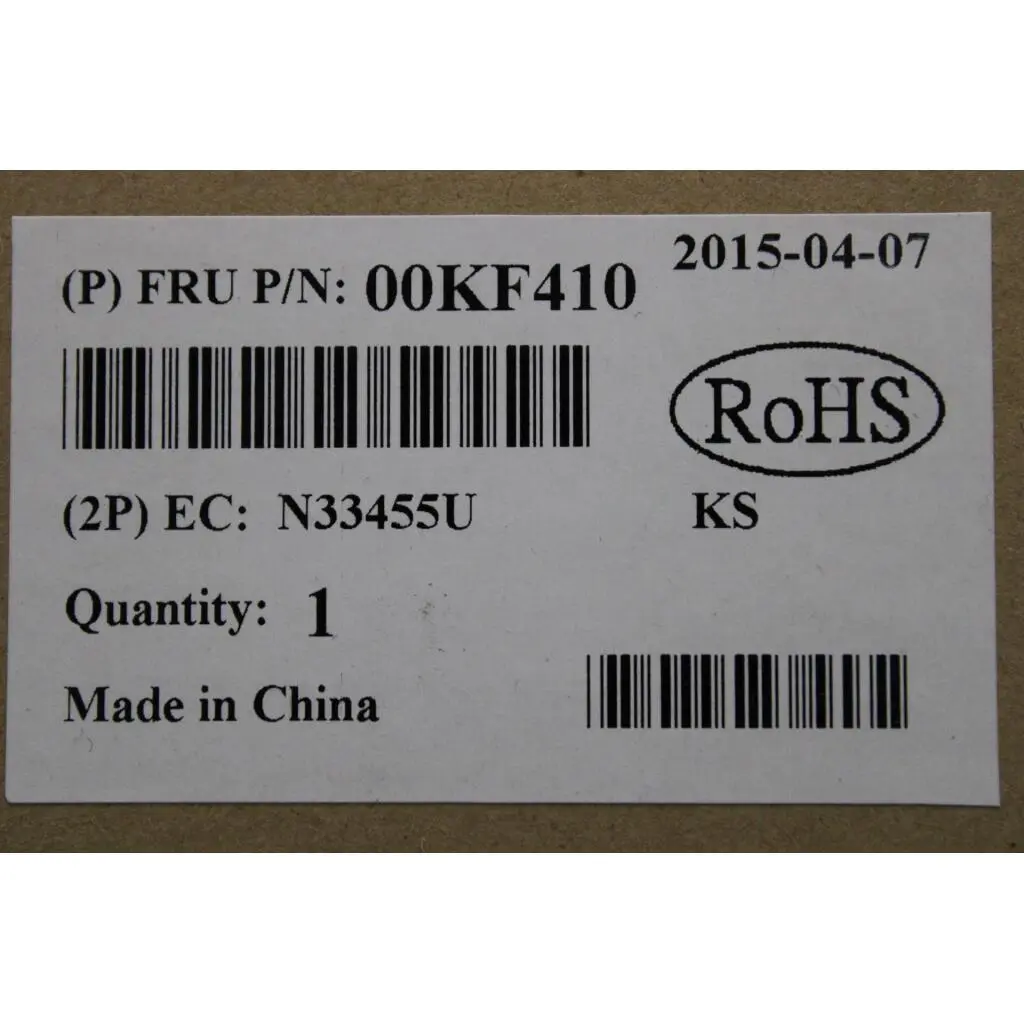 2015-04-07
(P) FRU P/N: 00KF410
RoHS
(2P) EC: N33455U KS
Quantity: 1
Made in China